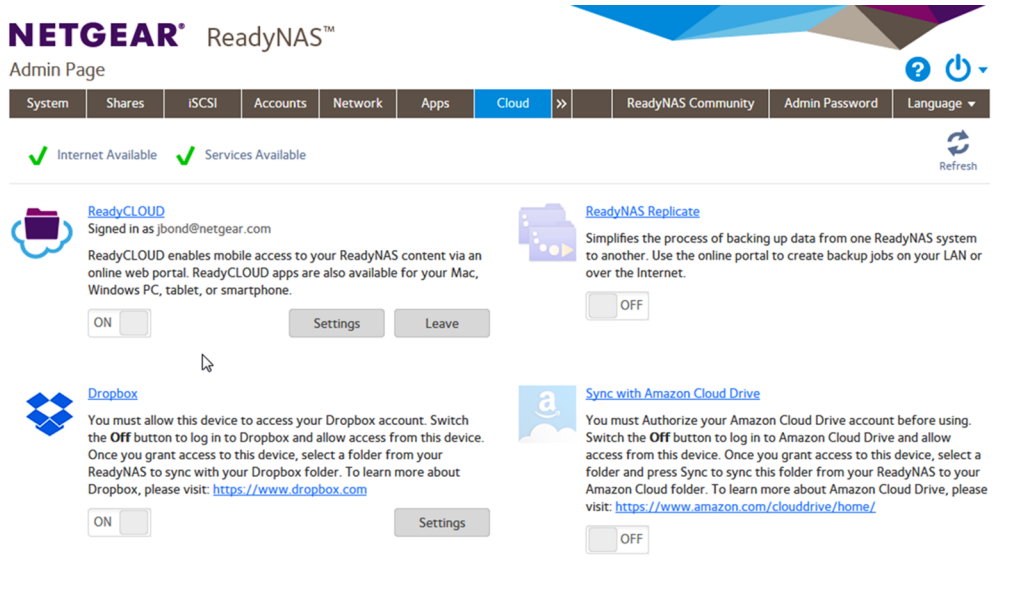 NETGEAR® ReadyNAS™
Admin Page
System Shares iSCSI Accounts Network Apps Cloud » ReadyNAS Community Admin Password Language
Internet Available Services Available
Refresh
ReadyCLOUD
Signed in as jbond@netgear.com
ReadyCLOUD enables mobile access to your ReadyNAS content via an
online web portal. ReadyCLOUD apps are also available for your Mac,
Windows PC, tablet, or smartphone.
ON Settings Leave
ReadyNAS Replicate
Simplifies the process of backing up data from one ReadyNAS system
to another. Use the online portal to create backup jobs on your LAN or
over the Internet.
OFF
Dropbox
You must allow this device to access your Dropbox account. Switch
the Off button to log in to Dropbox and allow access from this device.
Once you grant access to this device, select a folder from your
ReadyNAS to sync with your Dropbox folder. To learn more about
Dropbox, please visit: https://www.dropbox.com
ON Settings
a
Sync with Amazon Cloud Drive
You must Authorize your Amazon Cloud Drive account before using.
Switch the Off button to log in to Amazon Cloud Drive and allow
access from this device. Once you grant access to this device, select a
folder and press Sync to sync this folder from your ReadyNAS to your
Amazon Cloud folder. To learn more about Amazon Cloud Drive, please
visit: https://www.amazon.com/clouddrive/home/
OFF